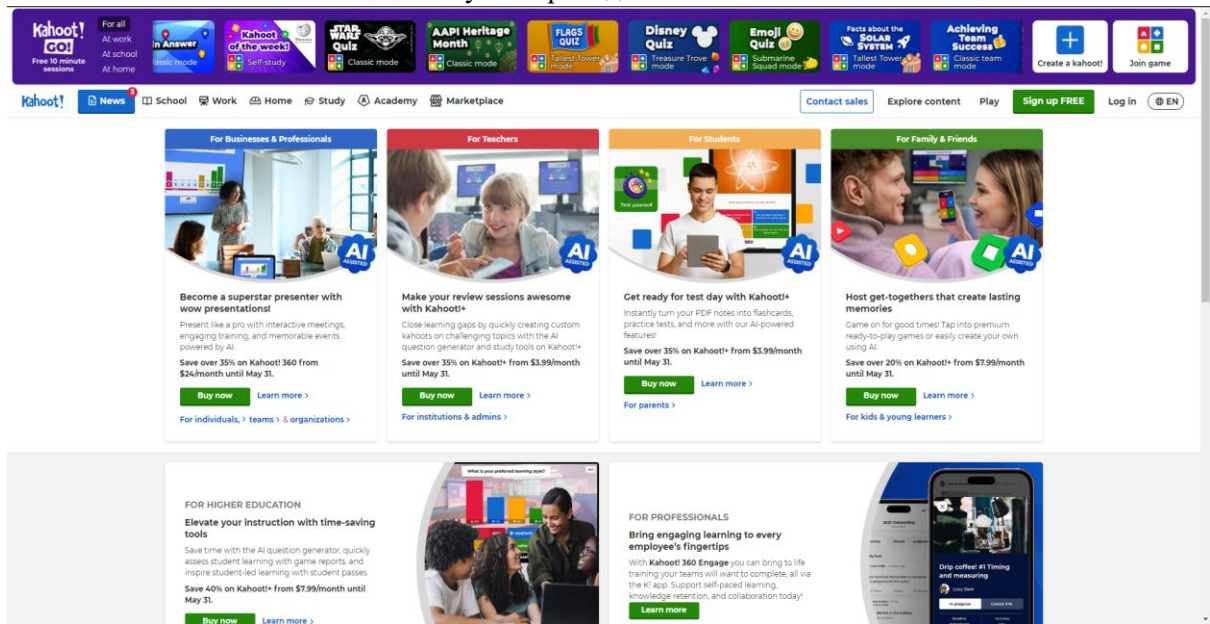 Kahoot!
GO!
Free 10 minute
sessions
For all
At work
At school
At home
in Answer
Kahoot
of the week!
Self-study
STAR
WARS
Quiz
Classic mode
AAPI Heritage
Month
Classic mode
FLAGS
QUIZ
Tallest Tower
mode
Disney
Quiz
Treasure Trove
mode
Emoji
Quiz
Submarine
Squad mode
Facts about the
SOLAR
SYSTEM
Tallest Tower
mode
Achieving
Team
Success
Classic team
mode
Create a kahoot!
Join game
Kahoot! News 3 School Work Home Study Academy Marketplace Contact sales Explore content Play Sign up FREE Log in EN
For Businesses & Professionals
AI
ASSISTED
Become a superstar presenter with
wow presentations!
Present like a pro with interactive meetings,
engaging training, and memorable events
powered by AI.
Save over 35% on Kahoot! 360 from
$24/month until May 31.
Buy now Learn more >
For individuals, > teams > & organizations >
For Teachers
AI
ASSISTED
Make your review sessions awesome
with Kahoot!+
Close learning gaps by quickly creating custom
kahoots on challenging topics with the AI
question generator and study tools on Kahoot!+
Save over 35% on Kahoot!+ from $3.99/month
until May 31.
Buy now Learn more >
For institutions & admins >
For Students
Test yourself
AI
ASSISTED
Get ready for test day with Kahoot!+
Instantly turn your PDF notes into flashcards,
practice tests, and more with our AI-powered
features!
Save over 35% on Kahoot!+ from $3.99/month
until May 31.
Buy now Learn more >
For parents >
For Family & Friends
AI
ASSISTED
Host get-togethers that create lasting
memories
Game on for good times! Tap into premium
ready-to-play games or easily create your own
using AI.
Save over 20% on Kahoot!+ from $7.99/month
until May 31.
Buy now Learn more >
For kids & young learners >
FOR HIGHER EDUCATION
Elevate your instruction with time-saving
tools
Save time with the AI question generator, quickly
assess student learning with game reports, and
inspire student-led learning with student passes.
Save 40% on Kahoot!+ from $7.99/month until
May 31.
Buy now Learn more >
What is your preferred learning style?
FOR PROFESSIONALS
Bring engaging learning to every
employee's fingertips
With Kahoot! 360 Engage you can bring to life
training your teams will want to complete, all via
the K! app. Support self-paced learning,
knowledge retention, and collaboration today!
Learn more
Drip coffee! #1 Timing
and measuring
In progress Course info